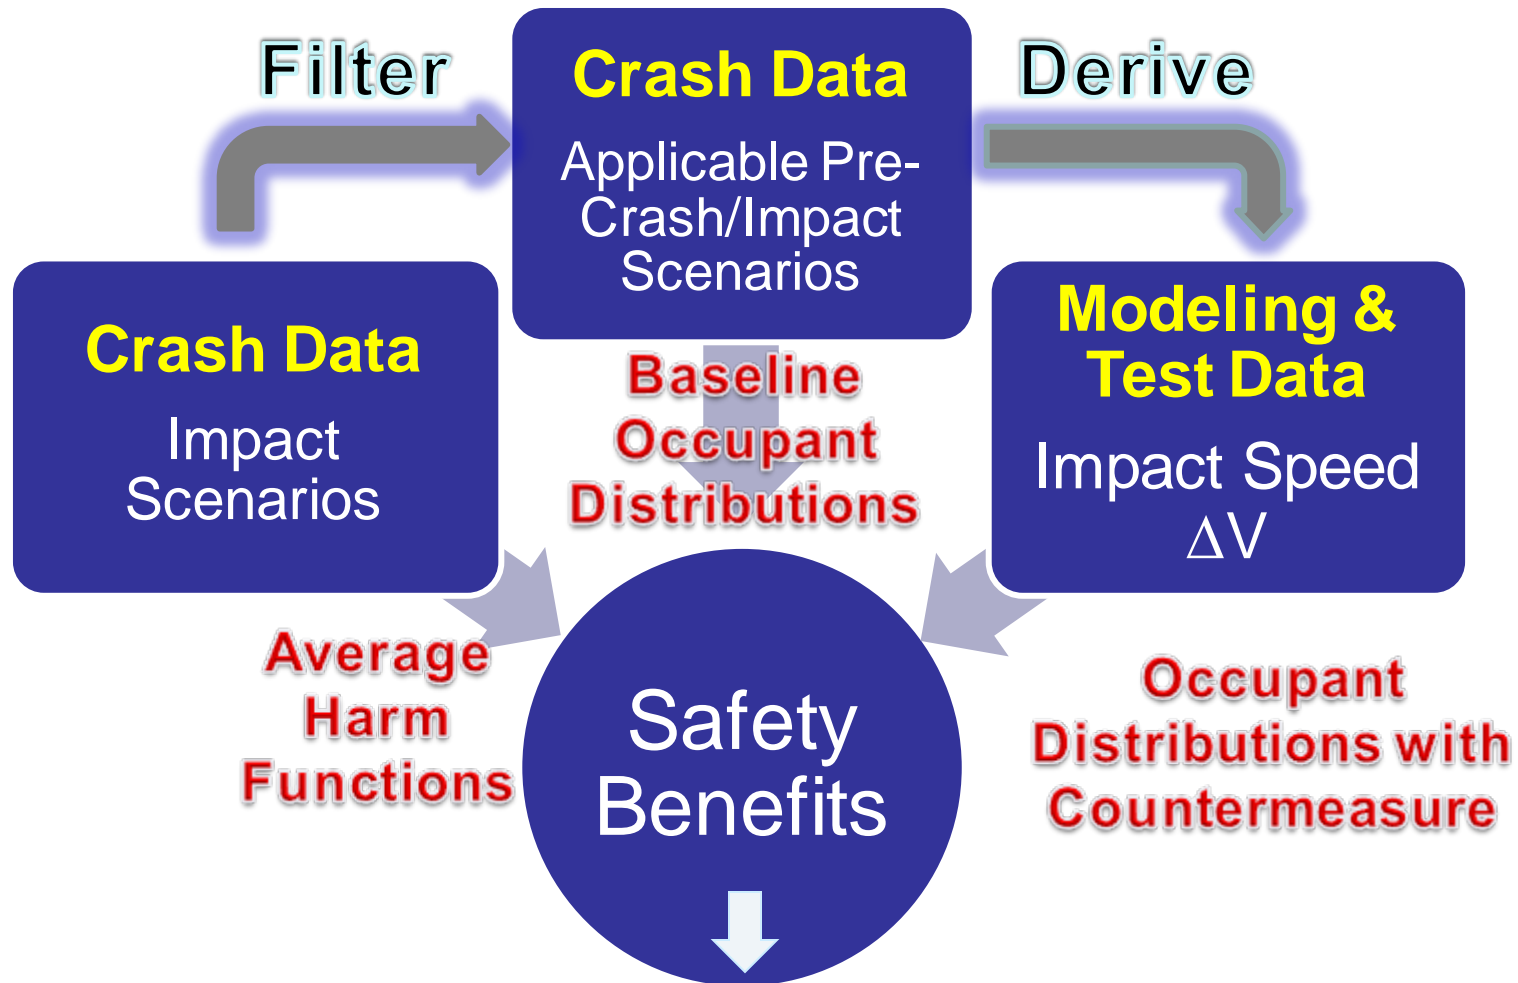 Filter
Crash Data
Applicable Pre-
Crash/Impact
Scenarios
Derive
Crash Data
Impact
Scenarios
Baseline
Occupant
Distributions
Modeling &
Test Data
Impact Speed
ΔV
Average
Harm
Functions
Safety
Benefits
Occupant
Distributions with
Countermeasure